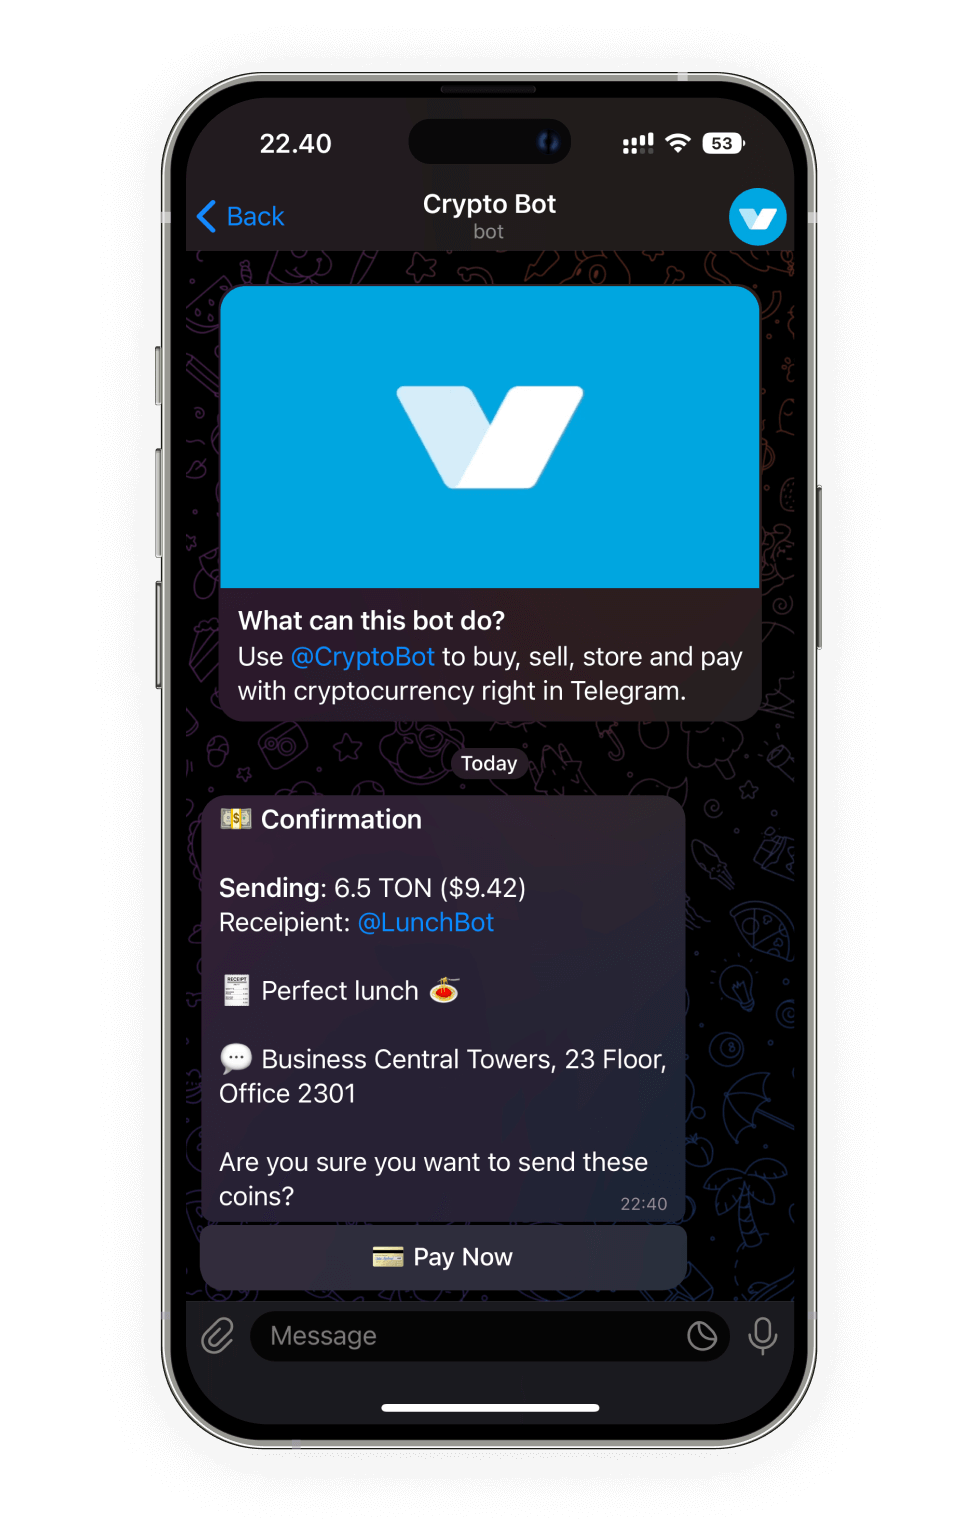 22.40
53
Back
Crypto Bot
bot
What can this bot do?
Use @CryptoBot to buy, sell, store and pay
with cryptocurrency right in Telegram.
Today
💵 Confirmation
Sending: 6.5 TON ($9.42)
Receipient: @LunchBot
🧾 Perfect lunch 🍝
💬 Business Central Towers, 23 Floor,
Office 2301
Are you sure you want to send these
coins?
22:40
💳 Pay Now
Message